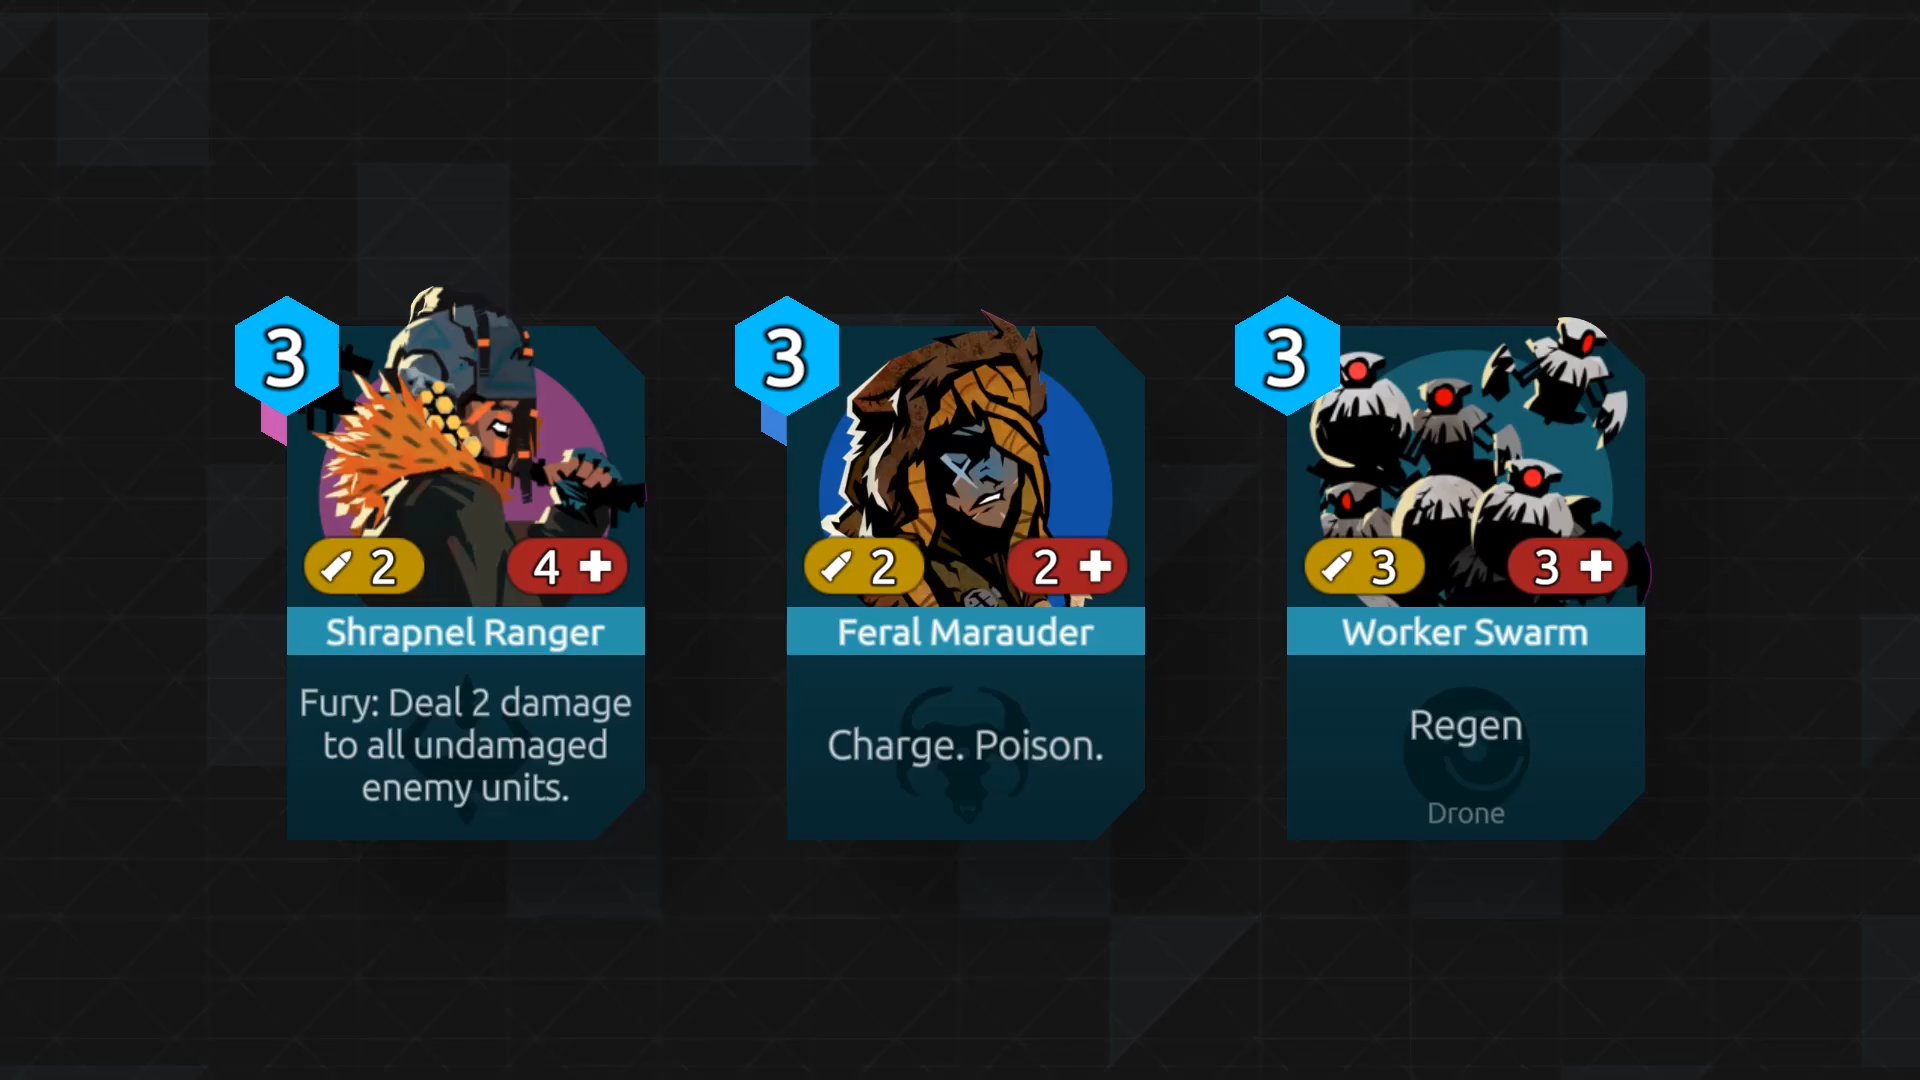 3
2
4
Shrapnel Ranger
Fury: Deal 2 damage
to all undamaged
enemy units.
3
2
2
Feral Marauder
Charge. Poison.
3
3
3
Worker Swarm
Regen
Drone